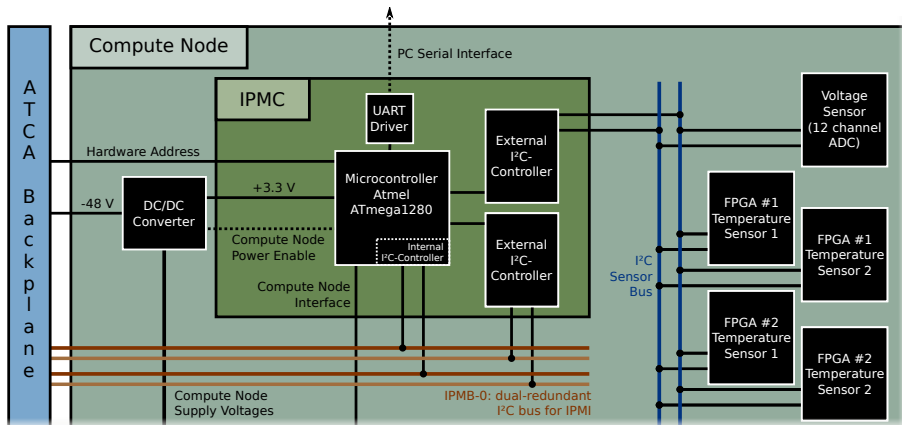 ATCA Backplane
Compute Node
PC Serial Interface
IPMC
UART
Driver
External
I²C-
Controller
Voltage
Sensor
(12 channel
ADC)
Hardware Address
Microcontroller
Atmel
ATmega1280
Internal
I²C-Controller
-48 V
DC/DC
Converter
+3.3 V
Compute Node
Power Enable
External
I²C-
Controller
Compute Node
Interface
I²C
Sensor
Bus
FPGA #1
Temperature
Sensor 1
FPGA #1
Temperature
Sensor 2
FPGA #2
Temperature
Sensor 1
FPGA #2
Temperature
Sensor 2
Compute Node
Supply Voltages
IPMB-0: dual-redundant
I²C bus for IPMI